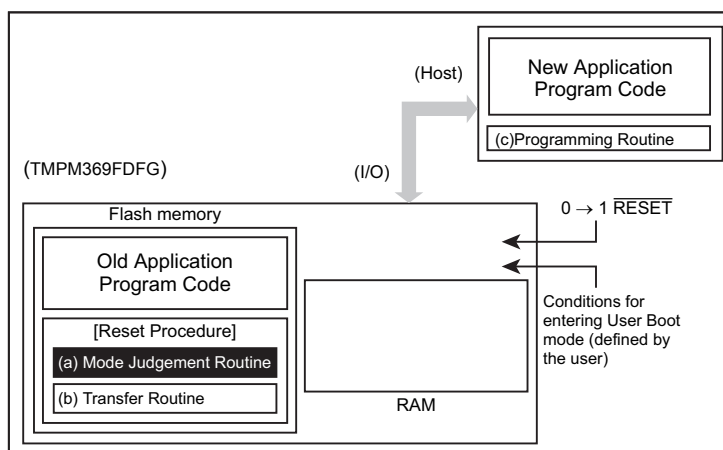 (Host)
New Application
Program Code
(c)Programming Routine
(TMPM369FDFG)
(I/O)
0 → 1 RESET
Flash memory
Old Application
Program Code
[Reset Procedure]
(a) Mode Judgement Routine
(b) Transfer Routine
RAM
Conditions for
entering User Boot
mode (defined by
the user)